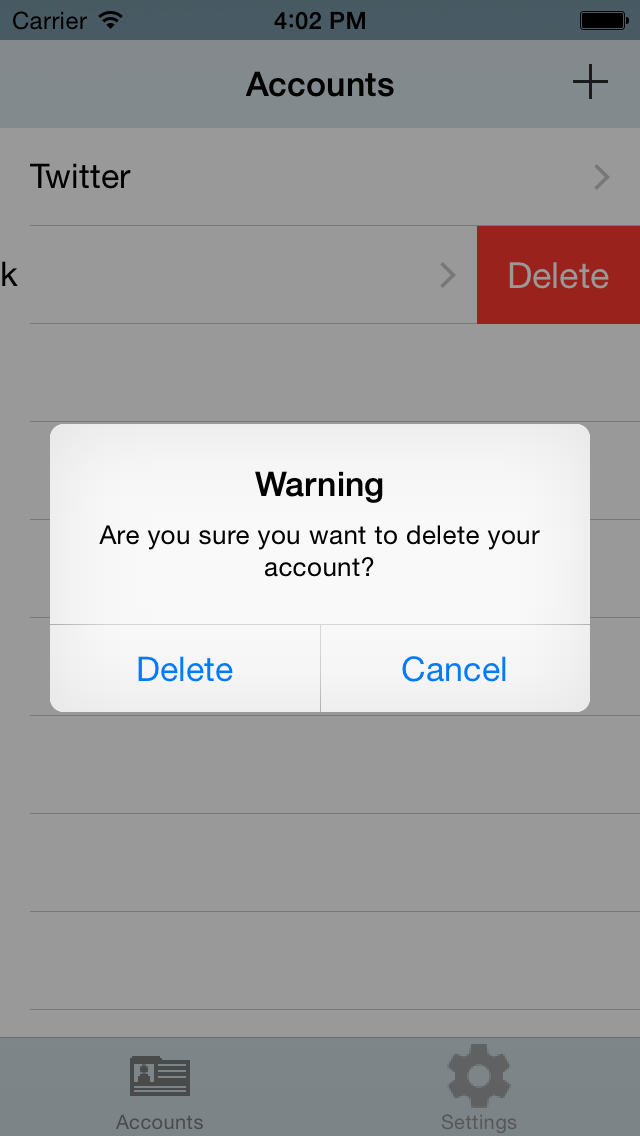 Carrier 4:02 PM
Accounts
Twitter
k Delete
Warning
Are you sure you want to delete your
account?
Delete Cancel
Accounts Settings